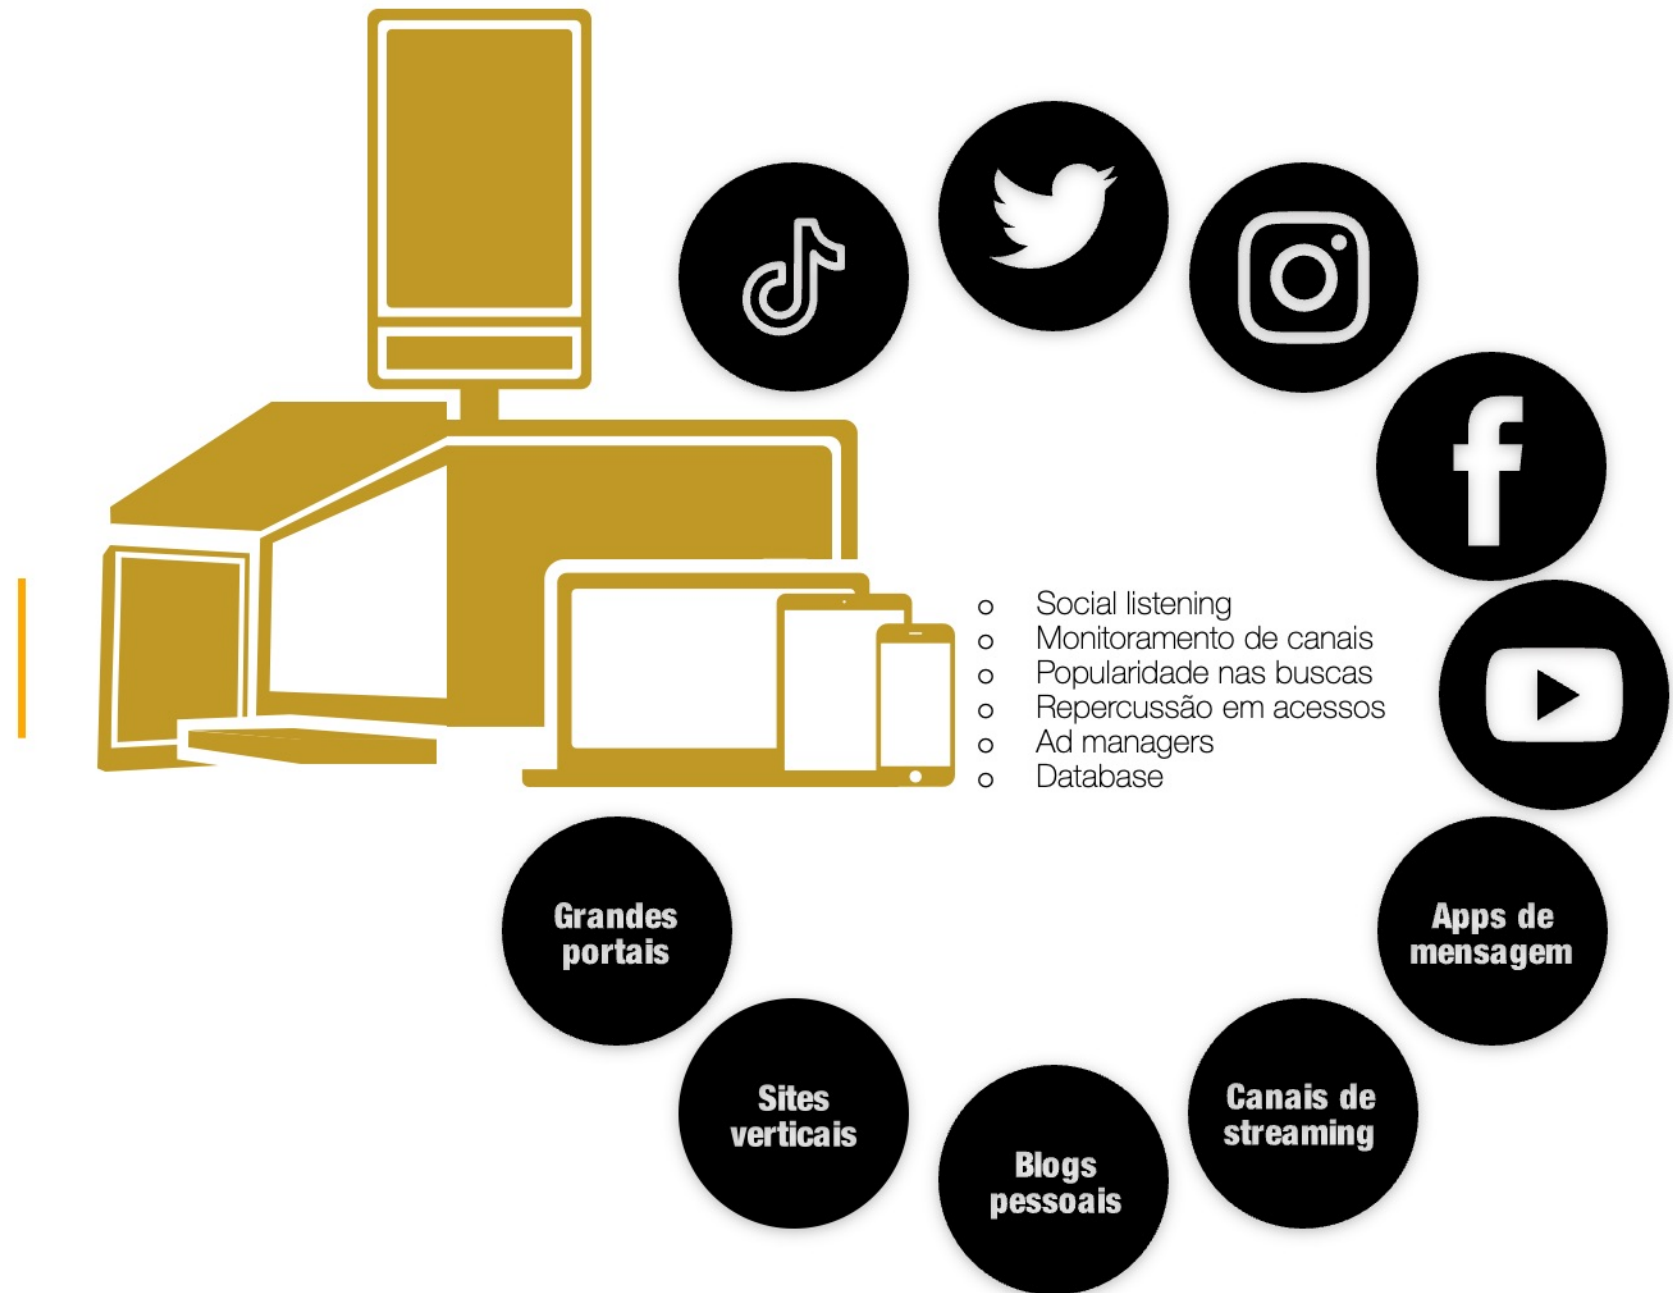 Social listening
Monitoramento de canais
Popularidade nas buscas
Repercussão em acessos
Ad managers
Database
Grandes
portais
Apps de
mensagem
Sites
verticais
Canais de
streaming
Blogs
pessoais